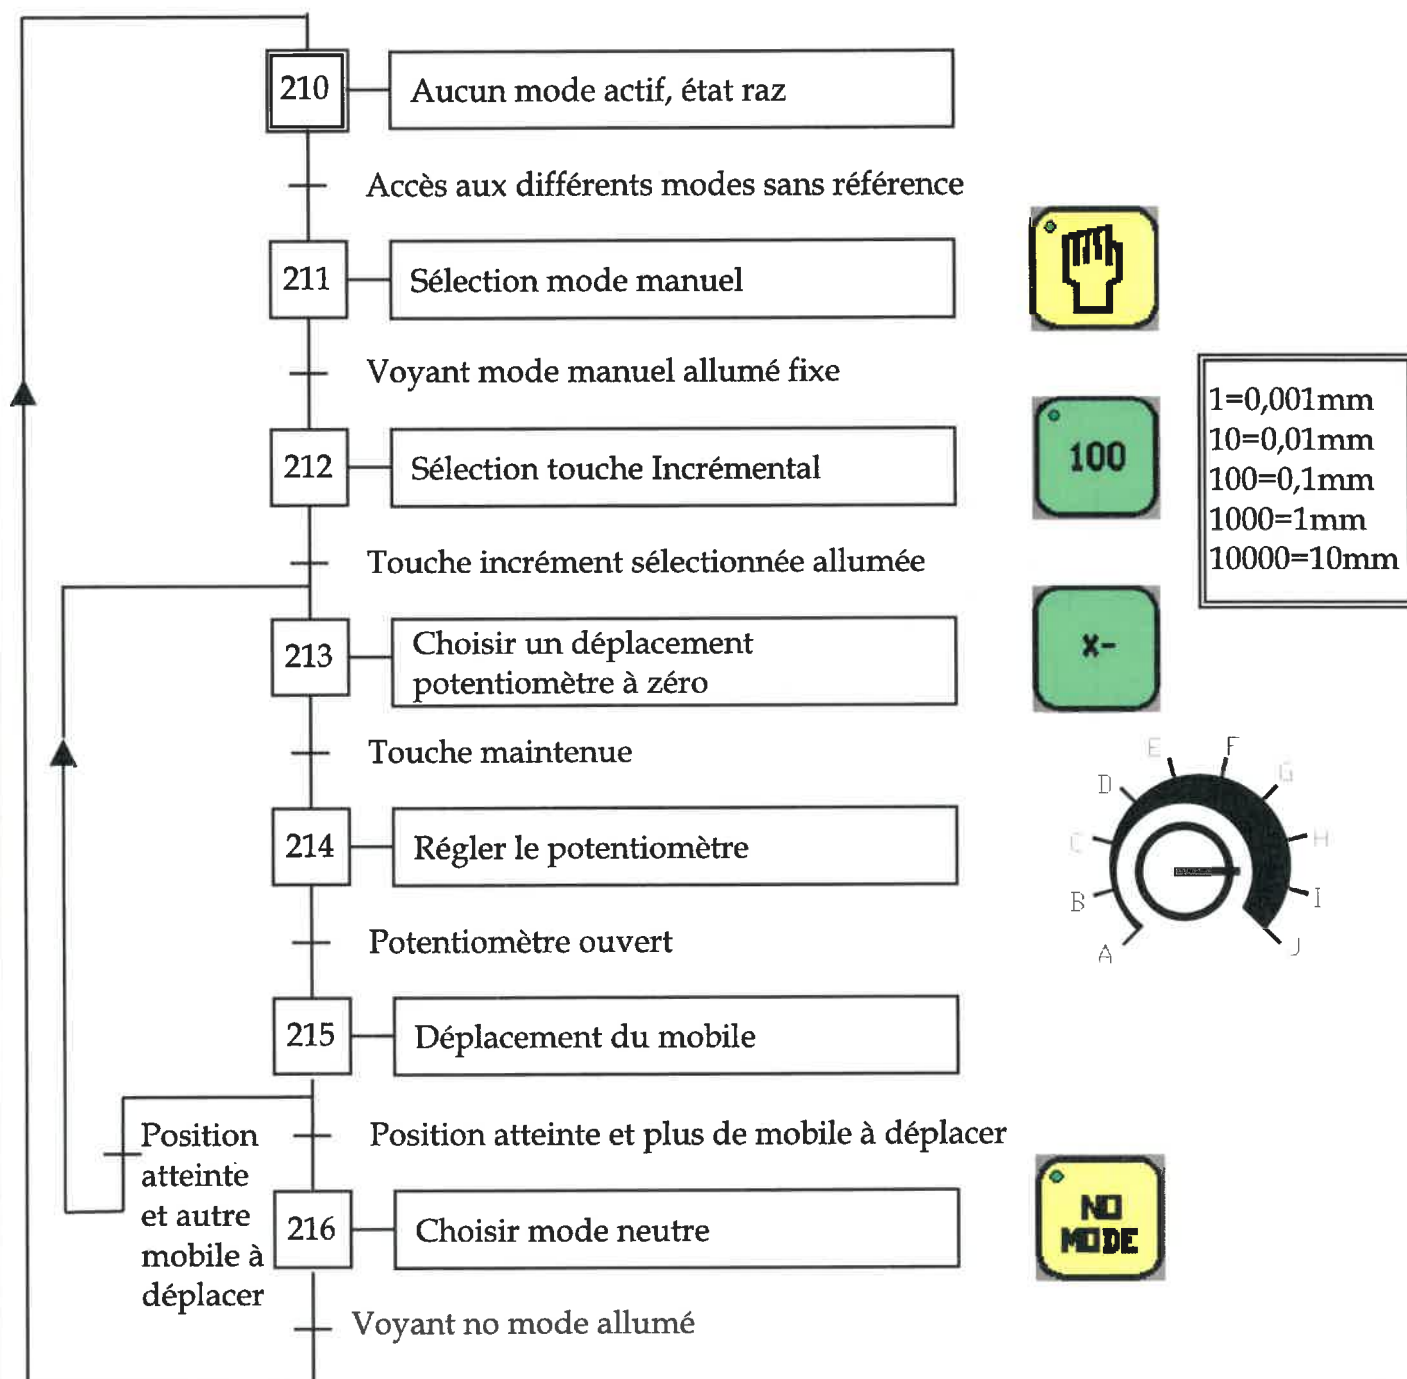 210
Aucun mode actif, état raz
Accès aux différents modes sans référence
211
Sélection mode manuel
Voyant mode manuel allumé fixe
212
Sélection touche Incrémental
100
1=0,001mm
10=0,01mm
100=0,1mm
1000=1mm
10000=10mm
Touche incrément sélectionnée allumée
213
Choisir un déplacement
potentiomètre à zéro
X-
Touche maintenue
214
Régler le potentiomètre
A
B
C
D
E
F
G
H
I
J
Potentiomètre ouvert
215
Déplacement du mobile
Position
atteinte
et autre
mobile à
déplacer
Position atteinte et plus de mobile à déplacer
216
Choisir mode neutre
NO
MODE
Voyant no mode allumé